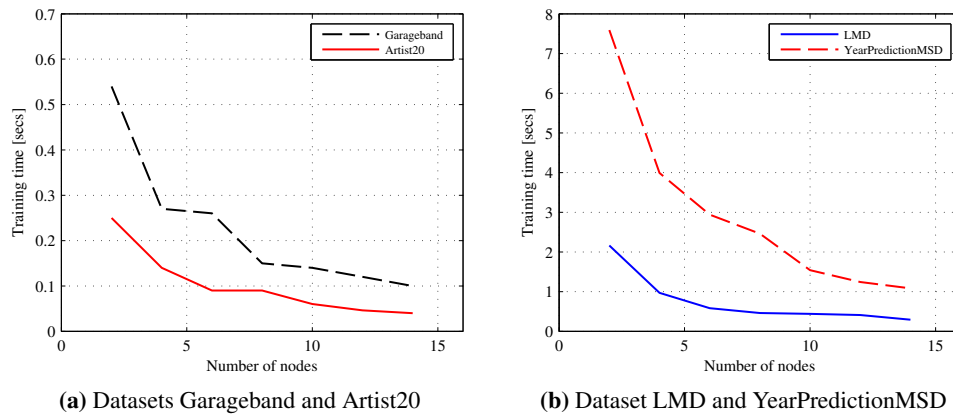 0.7
0.6
0.5
0.4
0.3
0.2
0.1
0
Training time [secs]
0
5
10
15
Number of nodes
Garageband
Artist20
(a) Datasets Garageband and Artist20
8
7
6
5
4
3
2
1
0
Training time [secs]
0
5
10
15
Number of nodes
LMD
YearPredictionMSD
(b) Dataset LMD and YearPredictionMSD